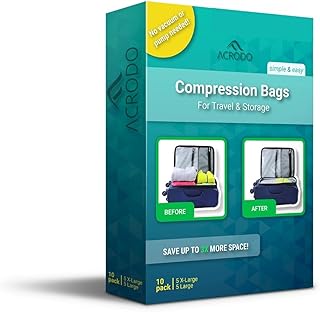 No vacuum or
pump needed!
ACRODO
simple & easy
Compression Bags
For Travel & Storage
BEFORE
AFTER
SAVE UP TO 3X MORE SPACE!
10
pack
5 X-Large
5 Large
ACRODO